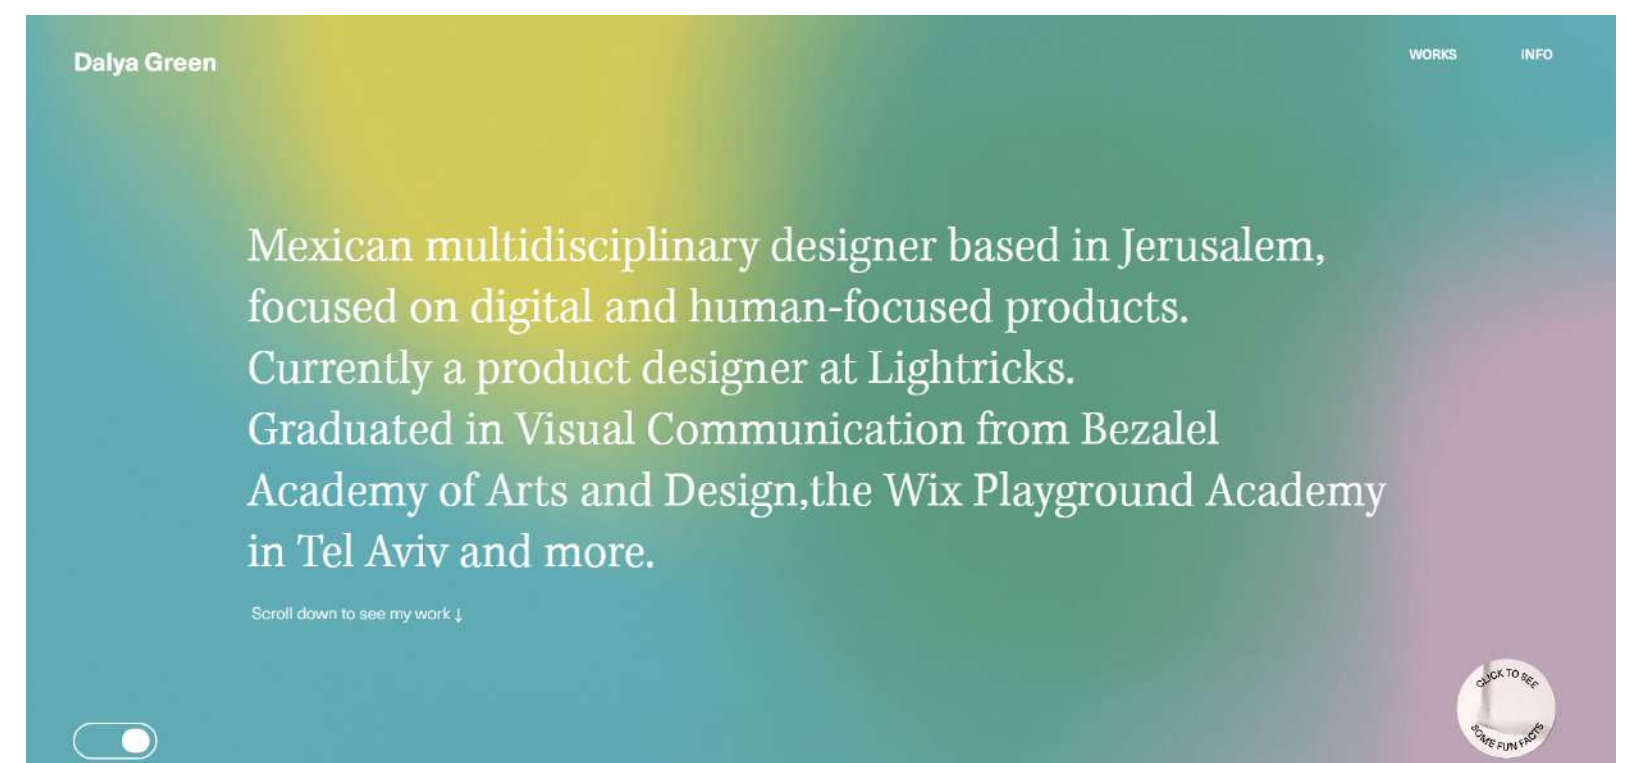 Dalya Green
WORKS
INFO
Mexican multidisciplinary designer based in Jerusalem,
focused on digital and human-focused products.
Currently a product designer at Lightricks.
Graduated in Visual Communication from Bezalel
Academy of Arts and Design,the Wix Playground Academy
in Tel Aviv and more.
Scroll down to see my work ↓
CLICK TO SEE
SOME FUN FACTS